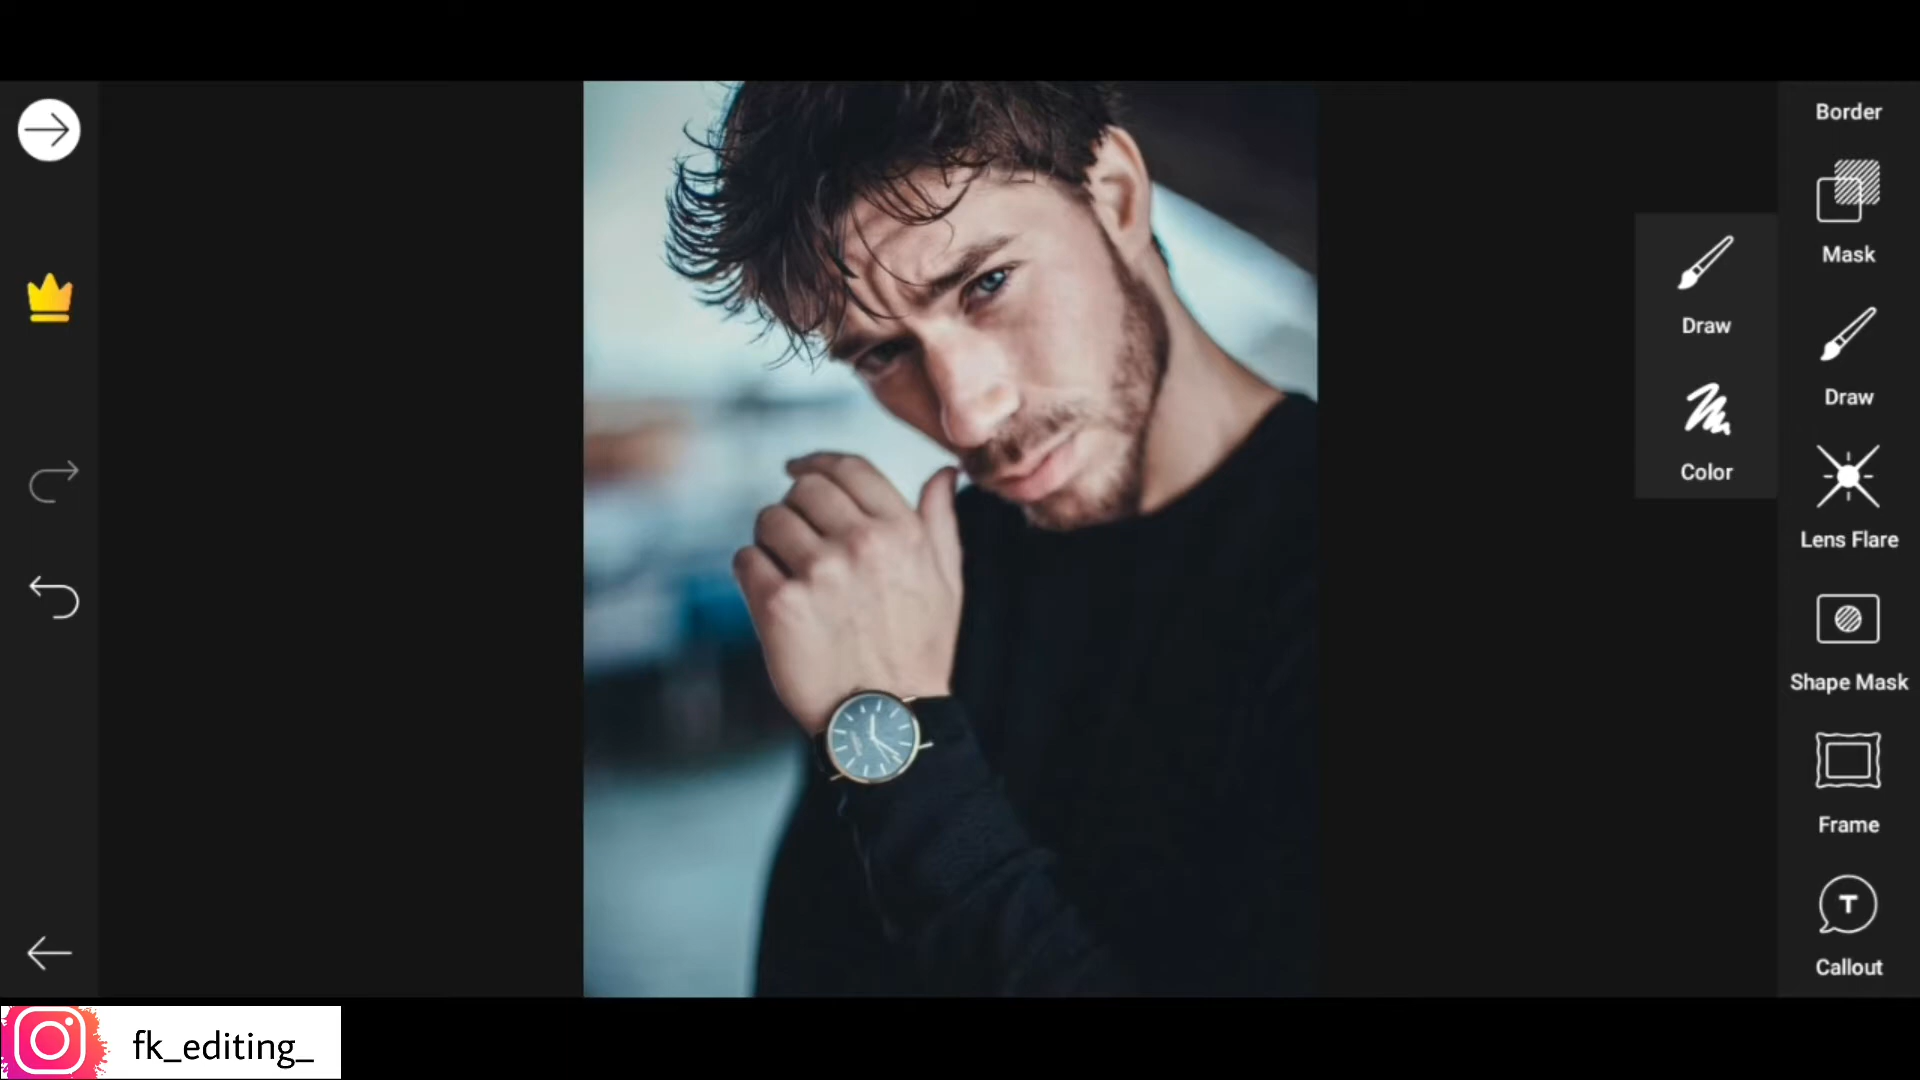 Border
Mask
Draw
Color
Draw
Lens Flare
Shape Mask
Frame
T
Callout
fk_editing_